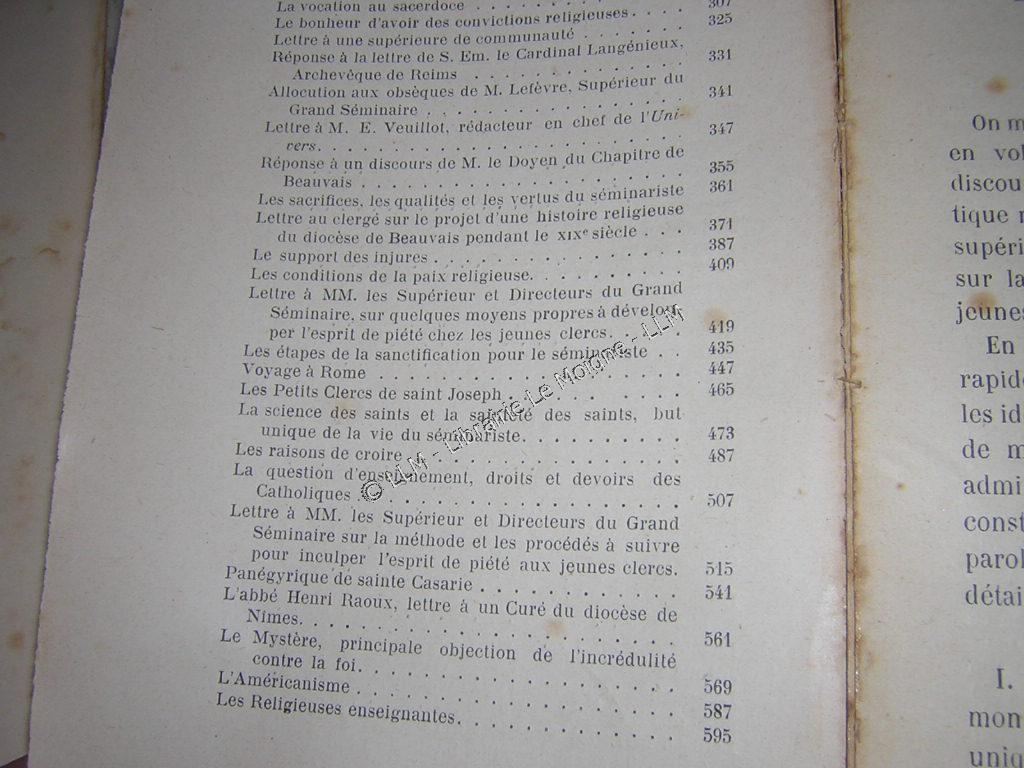 La vocation au sacerdoce . . . . . . . . . . . 307
Le bonheur d'avoir des convictions religieuses. . . . 325
Lettre à une supérieure de communauté . . . . . .
Réponse à la lettre de S. Em. le Cardinal Langénieux,
Archevêque de Reims . . . . . . . . . . . 331
Allocution aux obsèques de M. Lefèvre, Supérieur du
Grand Séminaire . . . . . . . . . . . . . 341
Lettre à M. E. Veuillot, rédacteur en chef de l'Uni-
vers. . . . . . . . . . . . . . . . . . . 347
Réponse à un discours de M. le Doyen du Chapitre de
Beauvais . . . . . . . . . . . . . . . . 355
Les sacrifices, les qualités et les vertus du séminariste 361
Lettre au clergé sur le projet d'une histoire religieuse
du diocèse de Beauvais pendant le XIXe siècle . . . 371
Le support des injures . . . . . . . . . . . . . 387
Les conditions de la paix religieuse. . . . . . . . . 409
Lettre à MM. les Supérieur et Directeurs du Grand
Séminaire, sur quelques moyens propres à dévelop-
per l'esprit de piété chez les jeunes clercs. . . . . 419
Les étapes de la sanctification pour le séminariste . . 435
Voyage à Rome . . . . . . . . . . . . . . . . 447
Les Petits Clercs de saint Joseph . . . . . . . . . 465
La science des saints et la sainteté des saints, but
unique de la vie du séminariste. . . . . . . . . 473
Les raisons de croire . . . . . . . . . . . . . . 487
La question d'enseignement, droits et devoirs des
Catholiques . . . . . . . . . . . . . . . . 507
Lettre à MM. les Supérieur et Directeurs du Grand
Séminaire sur la méthode et les procédés à suivre
pour inculper l'esprit de piété aux jeunes clercs. 515
Panégyrique de sainte Casarie . . . . . . . . . . . 541
L'abbé Henri Raoux, lettre à un Curé du diocèse de
Nîmes. . . . . . . . . . . . . . . . . . . 561
Le Mystère, principale objection de l'incrédulité
contre la foi. . . . . . . . . . . . . . . . 569
L'Américanisme . . . . . . . . . . . . . . . . 587
Les Religieuses enseignantes. . . . . . . . . . . . 595
© LLM - Librairie Le Moigne - LLM
On m
en vol
discou
tique
supéri
sur la
jeunes
En
rapid
les id
de m
admi
const
parol
détai
I.
mon
uniq